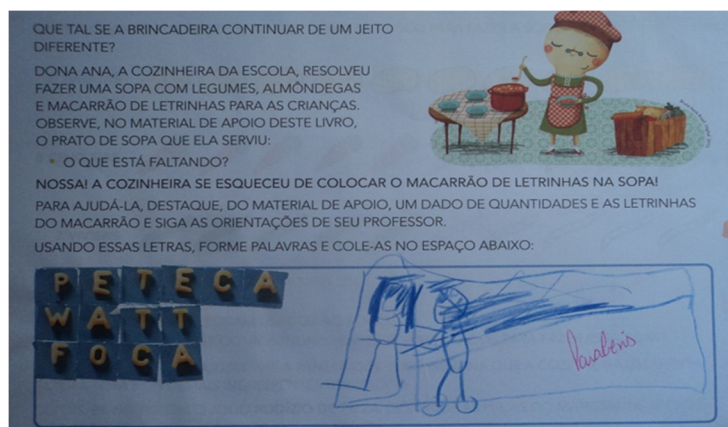 QUE TAL SE A BRINCADEIRA CONTINUAR DE UM JEITO
DIFERENTE?
DONA ANA, A COZINHEIRA DA ESCOLA, RESOLVEU
FAZER UMA SOPA COM LEGUMES, ALMÔNDEGAS
E MACARRÃO DE LETRINHAS PARA AS CRIANÇAS.
OBSERVE, NO MATERIAL DE APOIO DESTE LIVRO,
O PRATO DE SOPA QUE ELA SERVIU:
• O QUE ESTÁ FALTANDO?
NOSSA! A COZINHEIRA SE ESQUECEU DE COLOCAR O MACARRÃO DE LETRINHAS NA SOPA!
PARA AJUDÁ-LA, DESTAQUE, DO MATERIAL DE APOIO, UM DADO DE QUANTIDADES E AS LETRINHAS
DO MACARRÃO E SIGA AS ORIENTAÇÕES DE SEU PROFESSOR.
USANDO ESSAS LETRAS, FORME PALAVRAS E COLE-AS NO ESPAÇO ABAIXO:
PETECA
WATT
FOCA
Parabéns